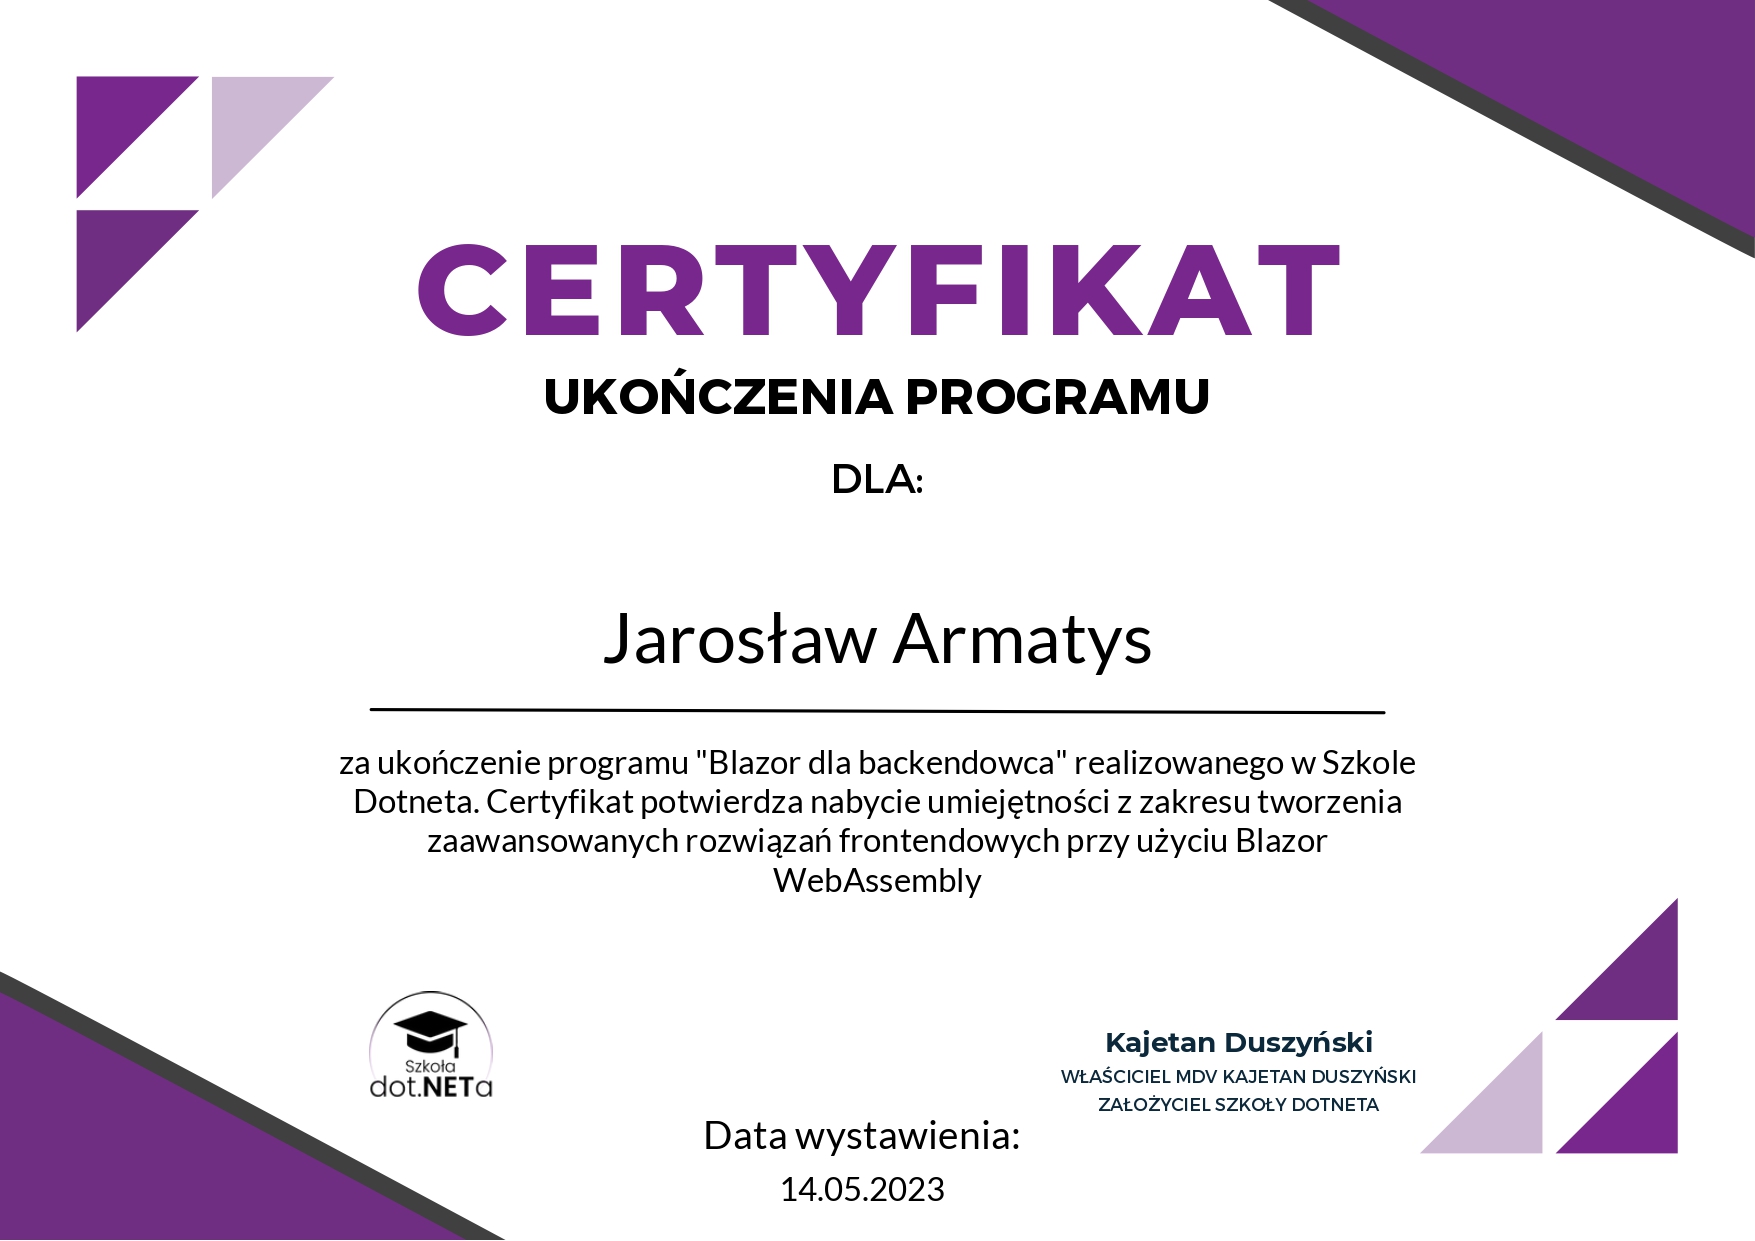 CERTYFIKAT
UKOŃCZENIA PROGRAMU
DLA:
Jarosław Armatys
za ukończenie programu "Blazor dla backendowca" realizowanego w Szkole
Dotneta. Certyfikat potwierdza nabycie umiejętności z zakresu tworzenia
zaawansowanych rozwiązań frontendowych przy użyciu Blazor
WebAssembly
Szkoła
dot.NETa
Kajetan Duszyński
WŁAŚCICIEL MDV KAJETAN DUSZYŃSKI
ZAŁOŻYCIEL SZKOŁY DOTNETA
Data wystawienia:
14.05.2023